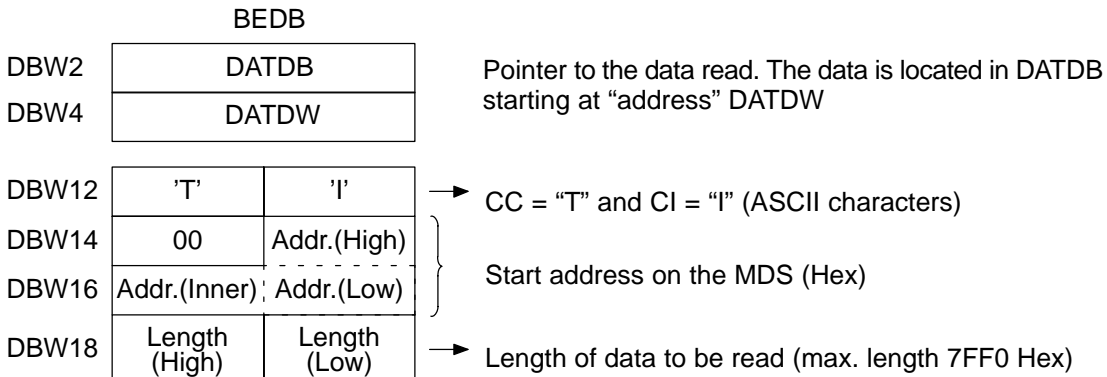 BEDB
DBW2 DATDB Pointer to the data read. The data is located in DATDB
DBW4 DATDW starting at “address” DATDW
DBW12 ’T’ ’I’ CC = “T” and CI = “I” (ASCII characters)
DBW14 00 Addr.(High)
Start address on the MDS (Hex)
DBW16 Addr.(Inner) Addr.(Low)
DBW18 Length (High) Length (Low) Length of data to be read (max. length 7FF0 Hex)